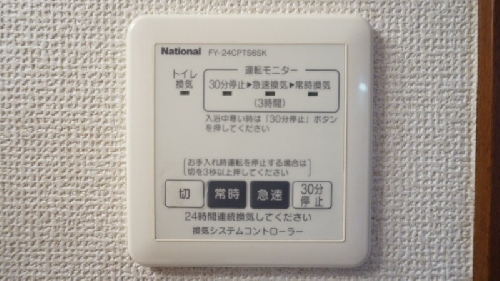 National FY-24CPTS6SK
運転モニター
トイレ
換気
30分停止▶急速換気▶常時換気
(3時間)
入浴中寒い時は「30分停止」ボタン
を押してください
お手入れ時運転を停止する場合は
切を3秒以上押してください
切 常時 急速 30分
停止
24時間連続換気してください
換気システムコントローラー